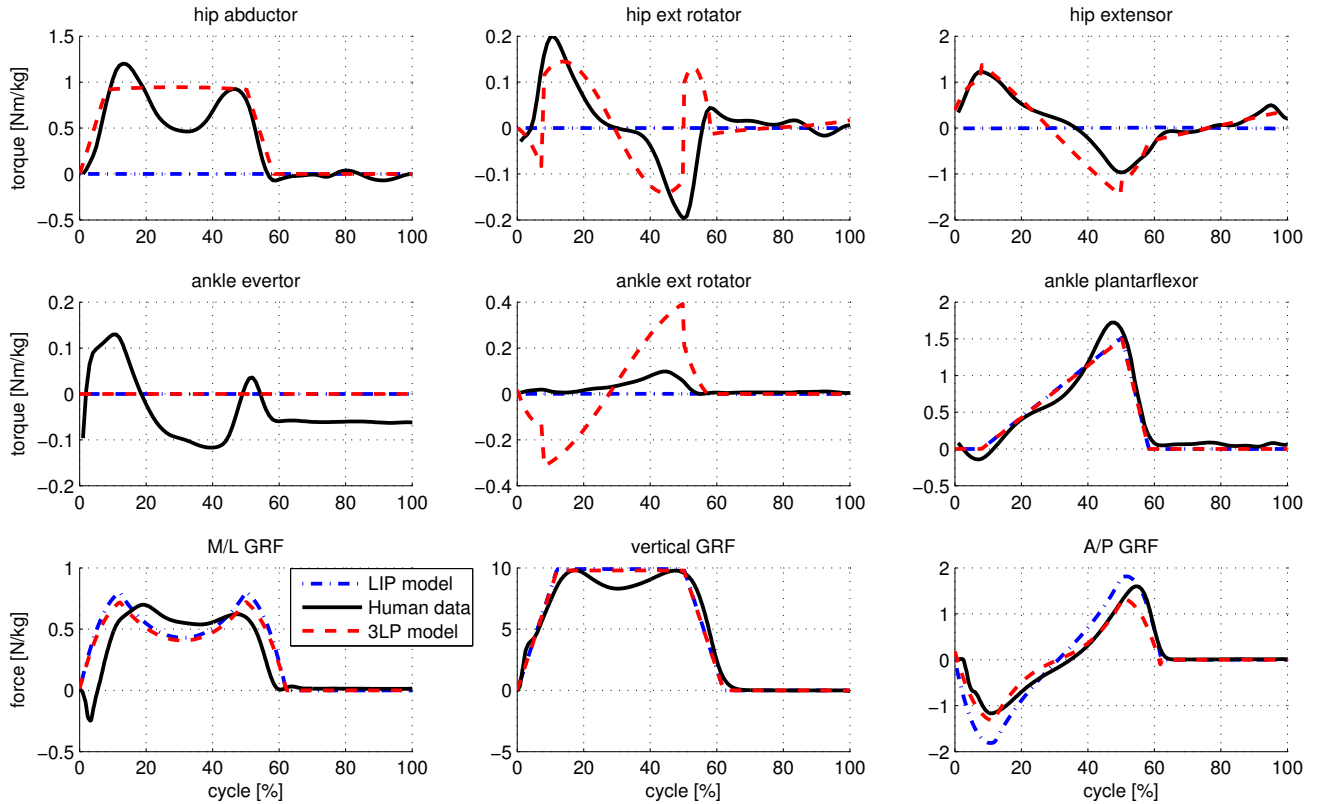 hip abductor
hip ext rotator
hip extensor
torque [Nm/kg]
1.5
1
0.5
0
−0.5
0 20 40 60 80 100
0.2
0.1
0
−0.1
−0.2
0 20 40 60 80 100
2
1
0
−1
−2
0 20 40 60 80 100
ankle evertor
ankle ext rotator
ankle plantarflexor
torque [Nm/kg]
0.2
0.1
0
−0.1
−0.2
0 20 40 60 80 100
0.4
0.2
0
−0.2
−0.4
0 20 40 60 80 100
2
1.5
1
0.5
0
−0.5
0 20 40 60 80 100
M/L GRF
vertical GRF
A/P GRF
force [N/kg]
1
0.5
0
−0.5
0 20 40 60 80 100
cycle [%]
LIP model
Human data
3LP model
10
5
0
−5
0 20 40 60 80 100
cycle [%]
2
1
0
−1
−2
0 20 40 60 80 100
cycle [%]